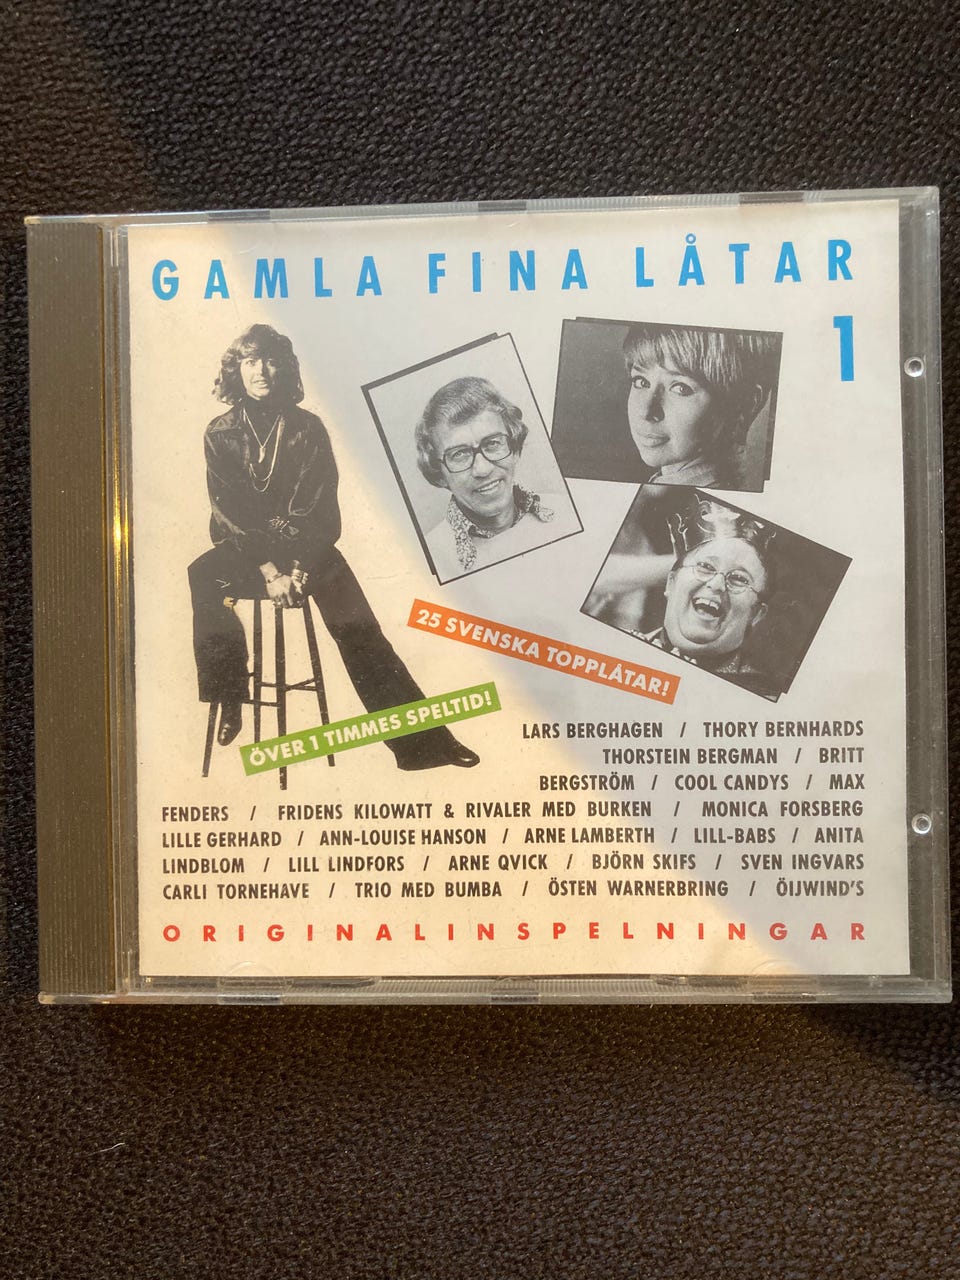 GAMLA FINA LÅTAR
1
25 SVENSKA TOPPLÅTAR!
ÖVER 1 TIMMES SPELTID!
LARS BERGHAGEN / THORY BERNHARDS
THORSTEIN BERGMAN / BRITT
BERGSTRÖM / COOL CANDYS / MAX
FENDERS / FRIDENS KILOWATT & RIVALER MED BURKEN / MONICA FORSBERG
LILLE GERHARD / ANN-LOUISE HANSON / ARNE LAMBERTH / LILL-BABS / ANITA
LINDBLOM / LILL LINDFORS / ARNE QVICK / BJÖRN SKIFS / SVEN INGVARS
CARLI TORNEHAVE / TRIO MED BUMBA / ÖSTEN WARNERBRING / ÖIJWIND'S
ORIGINALINSPELNINGAR